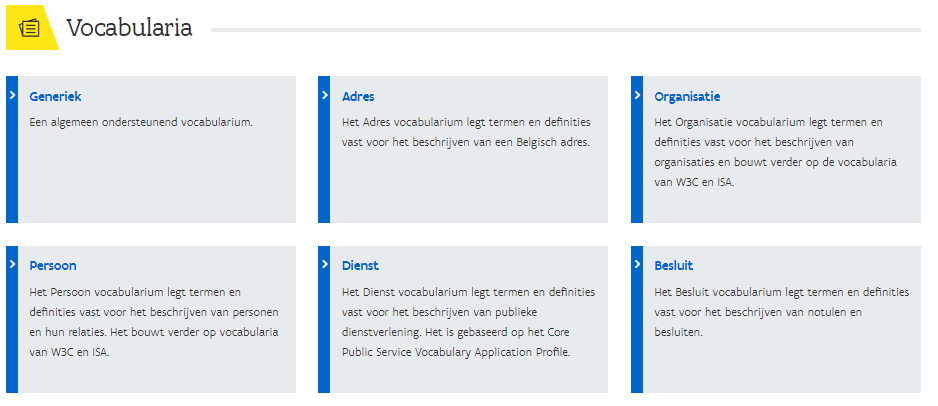 Vocabularia
Generiek
Een algemeen ondersteunend vocabularium.
Adres
Het Adres vocabularium legt termen en definities
vast voor het beschrijven van een Belgisch adres.
Organisatie
Het Organisatie vocabularium legt termen en
definities vast voor het beschrijven van
organisaties en bouwt verder op de vocabularia
van W3C en ISA.
Persoon
Het Persoon vocabularium legt termen en
definities vast voor het beschrijven van personen
en hun relaties. Het bouwt verder op vocabularia
van W3C en ISA.
Dienst
Het Dienst vocabularium legt termen en definities
vast voor het beschrijven van publieke
dienstverlening. Het is gebaseerd op het Core
Public Service Vocabulary Application Profile.
Besluit
Het Besluit vocabularium legt termen en definities
vast voor het beschrijven van notulen en
besluiten.